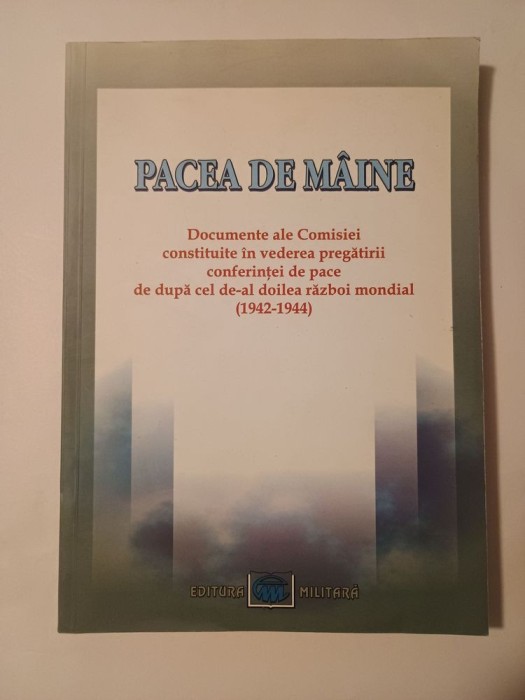 PACEA DE MÂINE
Documente ale Comisiei
constituite în vederea pregătirii
conferinţei de pace
de după cel de-al doilea război mondial
(1942-1944)
EDITURA MILITARĂ